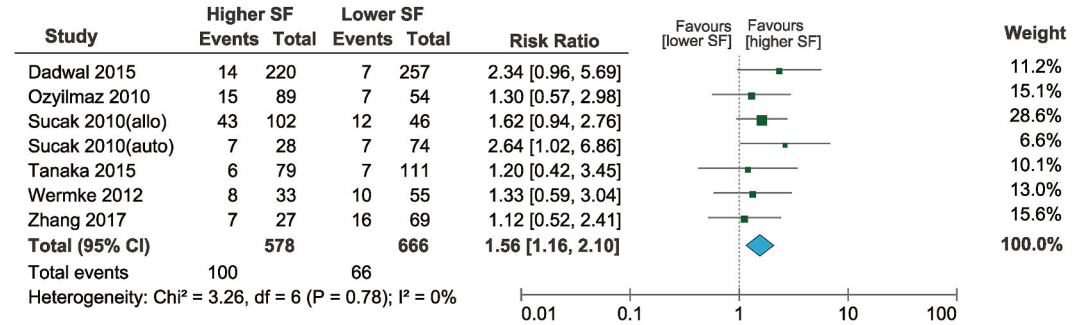 Higher SF Lower SF Favours Favours
Study Events Total Events Total Risk Ratio [lower SF] [higher SF] Weight
Dadwal 2015 14 220 7 257 2.34 [0.96, 5.69] 11.2%
Ozyilmaz 2010 15 89 7 54 1.30 [0.57, 2.98] 15.1%
Sucak 2010(allo) 43 102 12 46 1.62 [0.94, 2.76] 28.6%
Sucak 2010(auto) 7 28 7 74 2.64 [1.02, 6.86] 6.6%
Tanaka 2015 6 79 7 111 1.20 [0.42, 3.45] 10.1%
Wermke 2012 8 33 10 55 1.33 [0.59, 3.04] 13.0%
Zhang 2017 7 27 16 69 1.12 [0.52, 2.41] 15.6%
Total (95% CI) 578 666 1.56 [1.16, 2.10] 100.0%
Total events 100 66
Heterogeneity: Chi² = 3.26, df = 6 (P = 0.78); I² = 0%
0.01 0.1 1 10 100